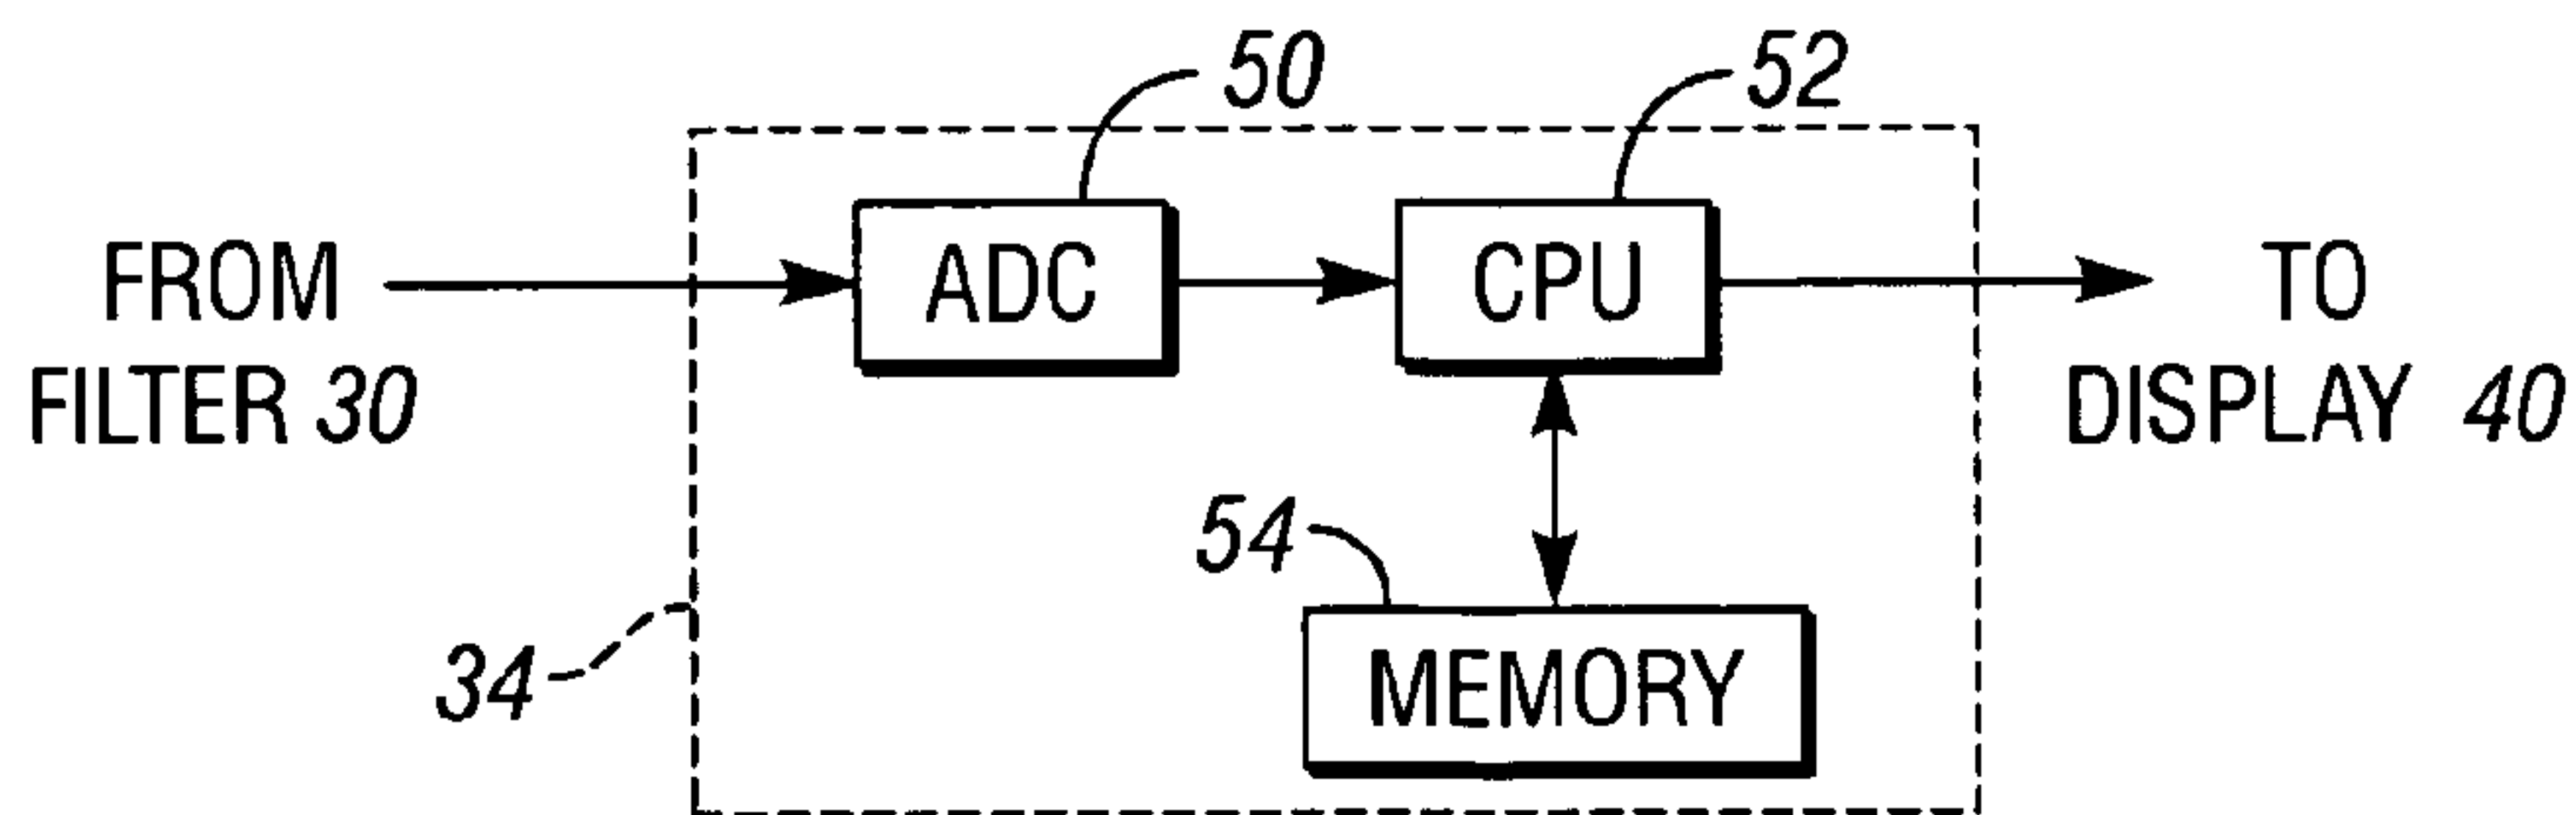 50
52
FROM
FILTER 30
ADC
CPU
TO
DISPLAY 40
54
34
MEMORY